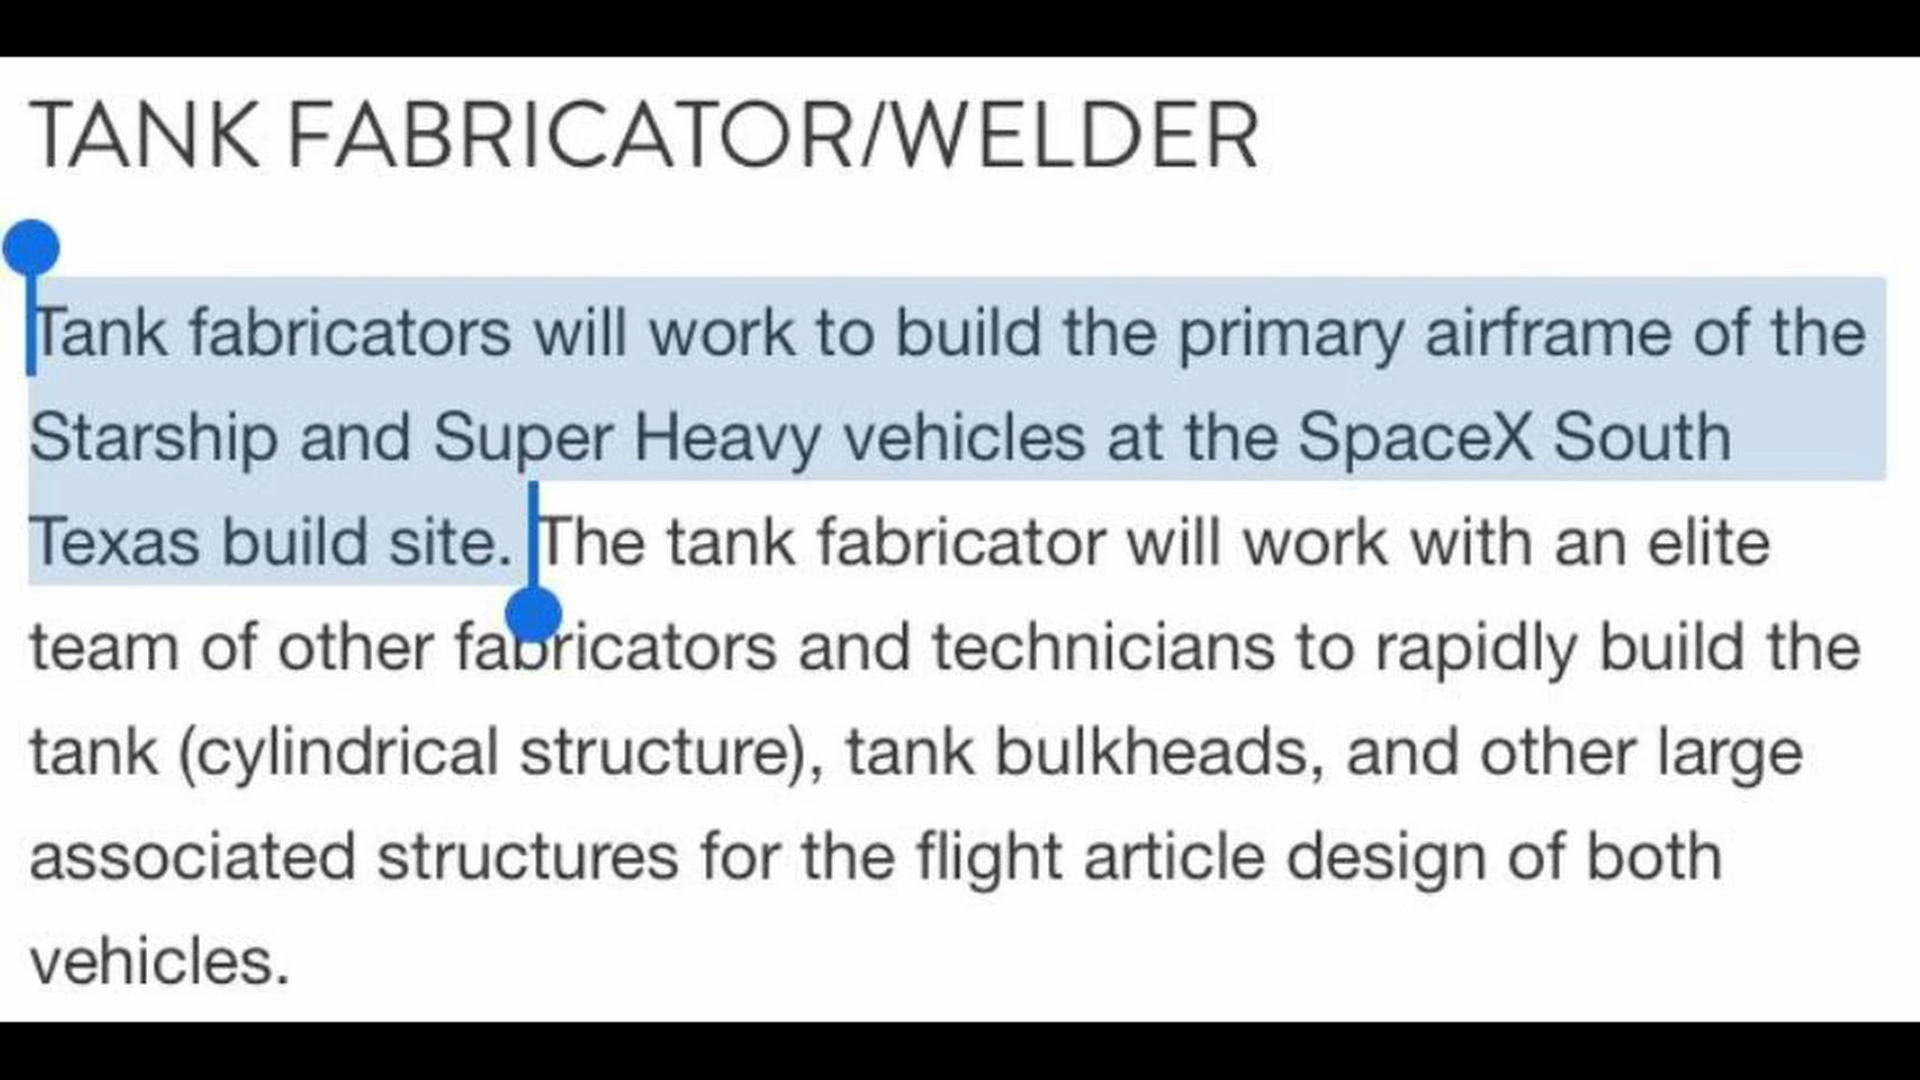 TANK FABRICATOR/WELDER
Tank fabricators will work to build the primary airframe of the
Starship and Super Heavy vehicles at the SpaceX South
Texas build site. The tank fabricator will work with an elite
team of other fabricators and technicians to rapidly build the
tank (cylindrical structure), tank bulkheads, and other large
associated structures for the flight article design of both
vehicles.